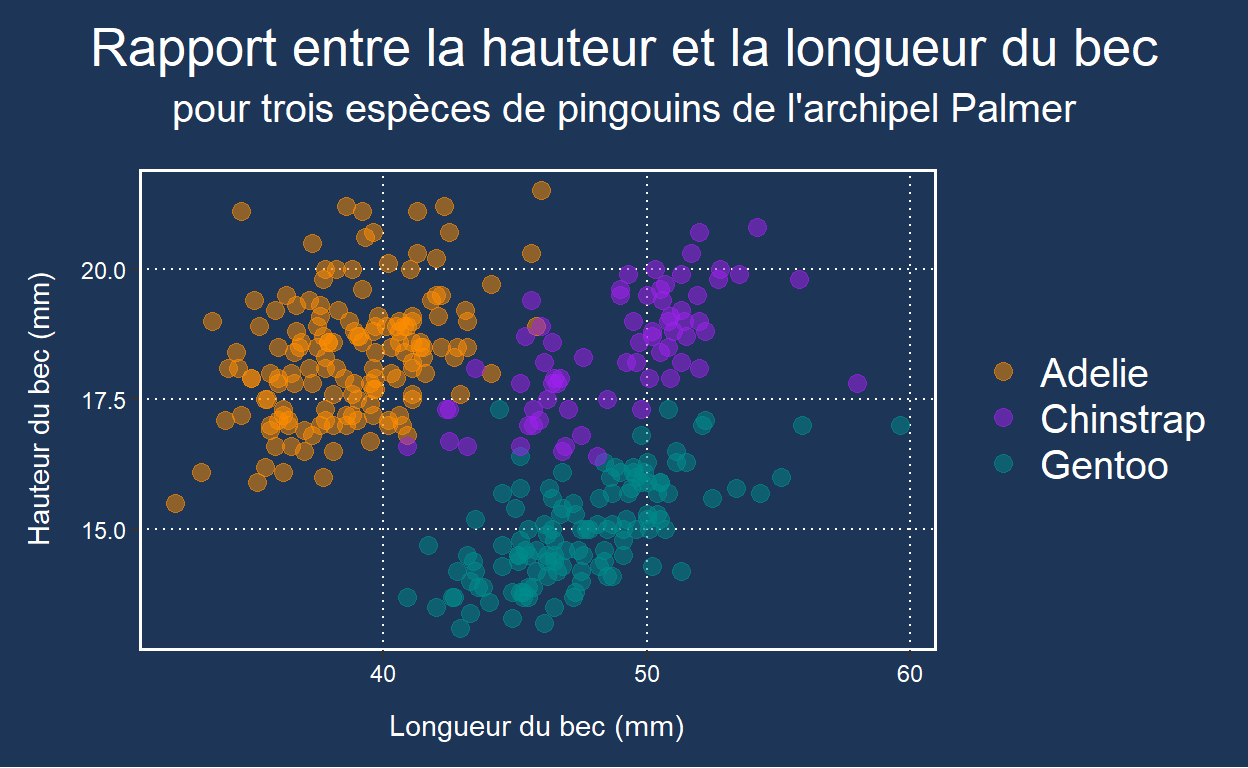 Rapport entre la hauteur et la longueur du bec
pour trois espèces de pingouins de l'archipel Palmer
Hauteur du bec (mm)
20.0
17.5
15.0
40
50
60
Longueur du bec (mm)
Adelie
Chinstrap
Gentoo